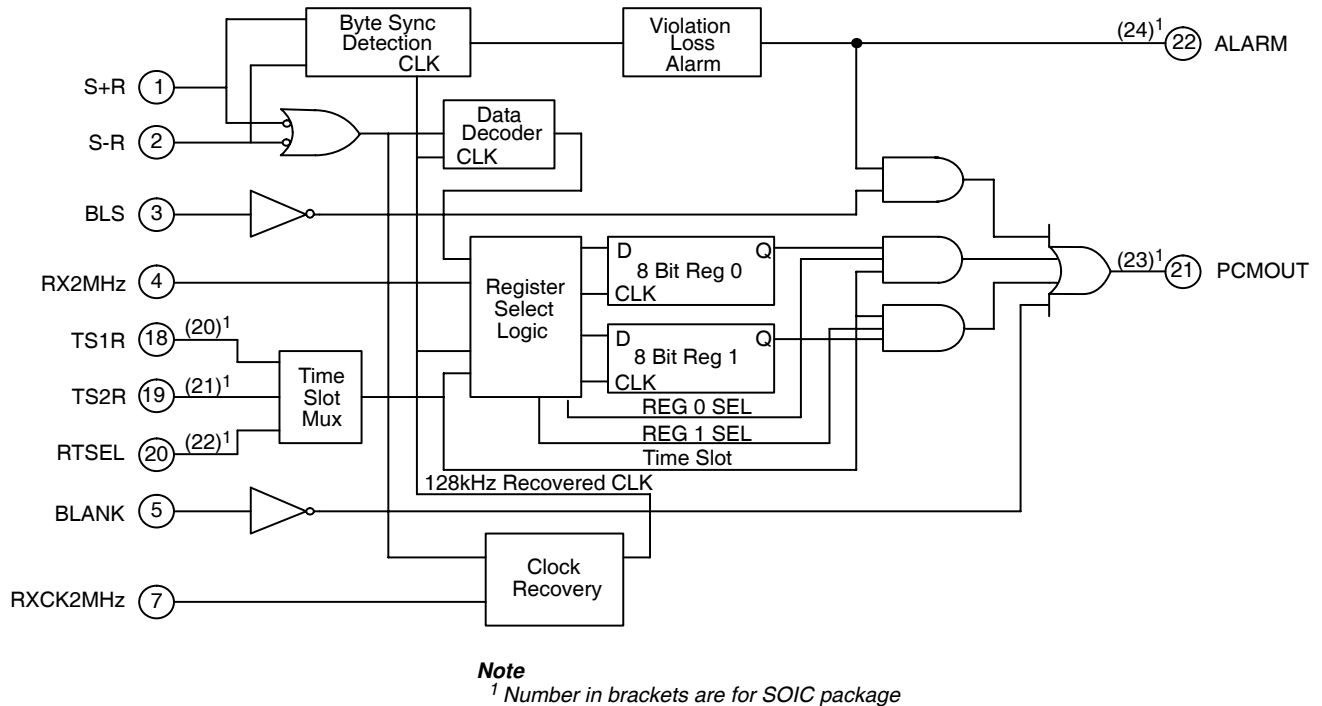 Byte Sync
Detection
CLK
Violation
Loss
Alarm
(24)1
22
ALARM
S+R
1
S-R
2
Data
Decoder
CLK
BLS
3
RX2MHz
4
Register
Select
Logic
D
Q
8 Bit Reg 0
CLK
D
Q
8 Bit Reg 1
CLK
(23)1
21
PCMOUT
TS1R
18
(20)1
TS2R
19
(21)1
RTSEL
20
(22)1
Time
Slot
Mux
REG 0 SEL
REG 1 SEL
Time Slot
128kHz Recovered CLK
BLANK
5
Clock
Recovery
RXCK2MHz
7
Note
1 Number in brackets are for SOIC package